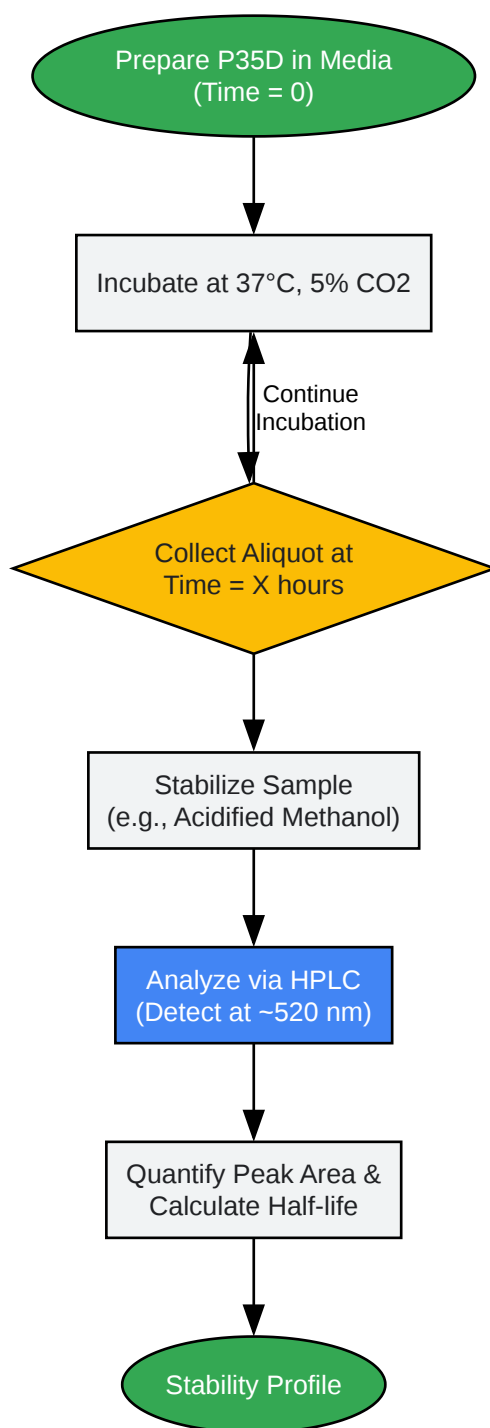 Prepare P35D in Media
(Time = 0)
Incubate at 37°C, 5% CO2
Continue
Incubation
Collect Aliquot at
Time = X hours
Stabilize Sample
(e.g., Acidified Methanol)
Analyze via HPLC
(Detect at ~520 nm)
Quantify Peak Area &
Calculate Half-life
Stability Profile